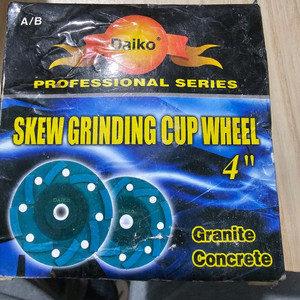 A/B
Daiko
PROFESSIONAL SERIES
SKEW GRINDING CUP WHEEL
4"
Granite
Concrete